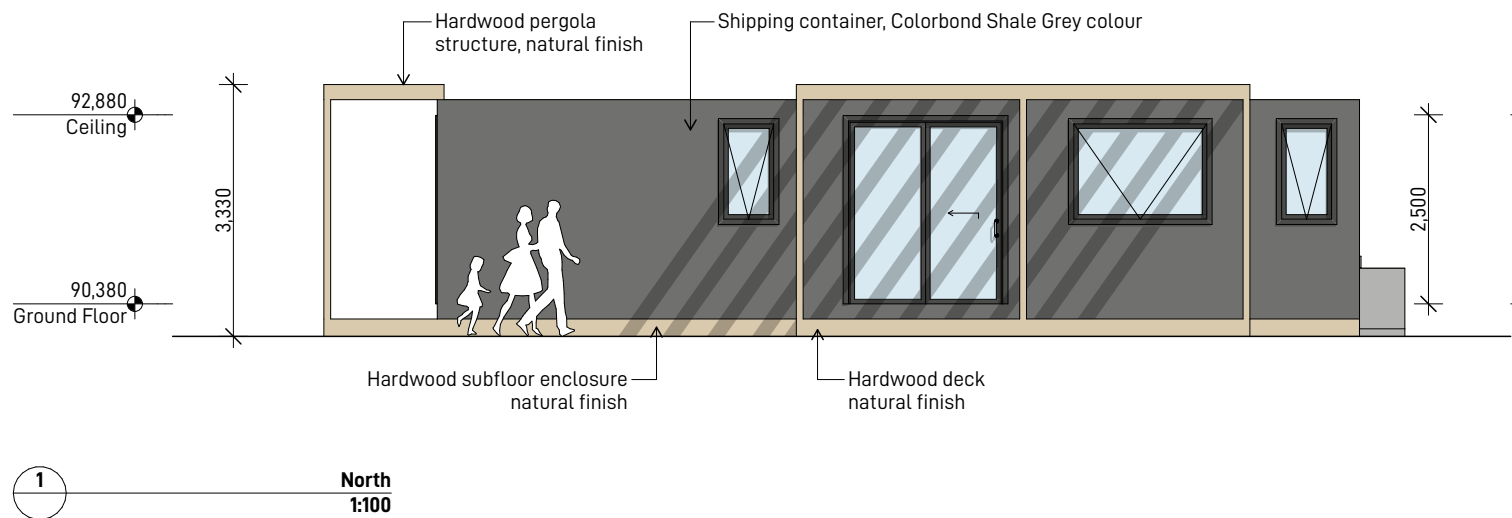 Hardwood pergola
structure, natural finish
Shipping container, Colorbond Shale Grey colour
92,880
Ceiling
3,330
2,500
90,380
Ground Floor
Hardwood subfloor enclosure
natural finish
Hardwood deck
natural finish
1
North
1:100